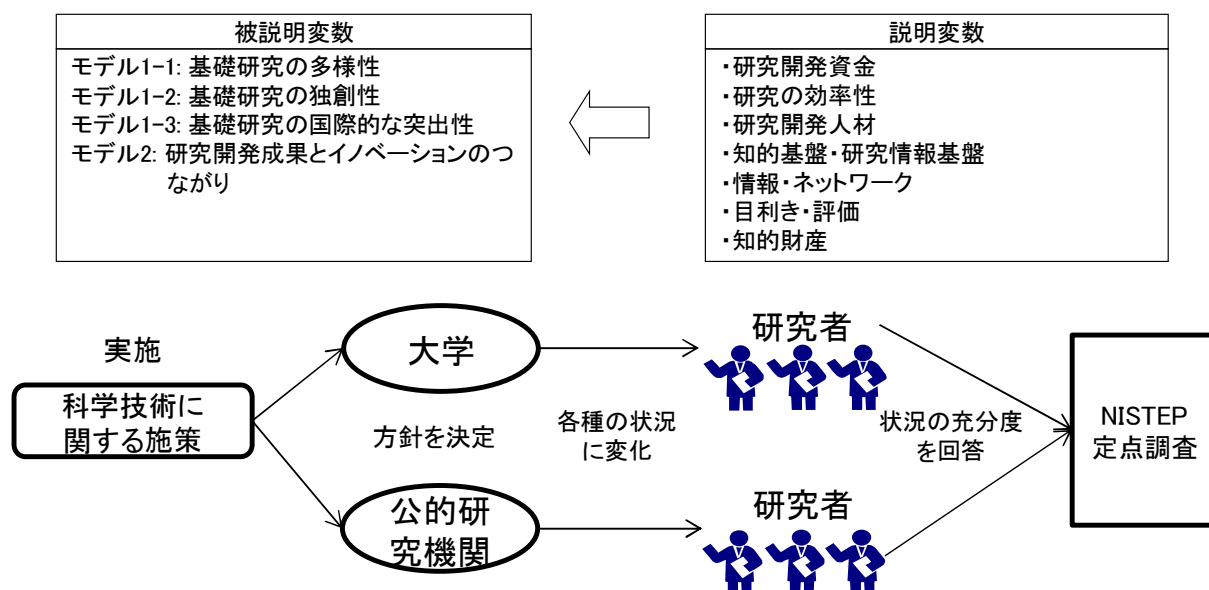 被説明変数
モデル1-1: 基礎研究の多様性
モデル1-2: 基礎研究の独創性
モデル1-3: 基礎研究の国際的な突出性
モデル2: 研究開発成果とイノベーションのつ
ながり
説明変数
・研究開発資金
・研究の効率性
・研究開発人材
・知的基盤・研究情報基盤
・情報・ネットワーク
・目利き・評価
・知的財産
実施
科学技術に
関する施策
大学
方針を決定
公的研
究機関
各種の状況
に変化
研究者
研究者
状況の充分度
を回答
NISTEP
定点調査